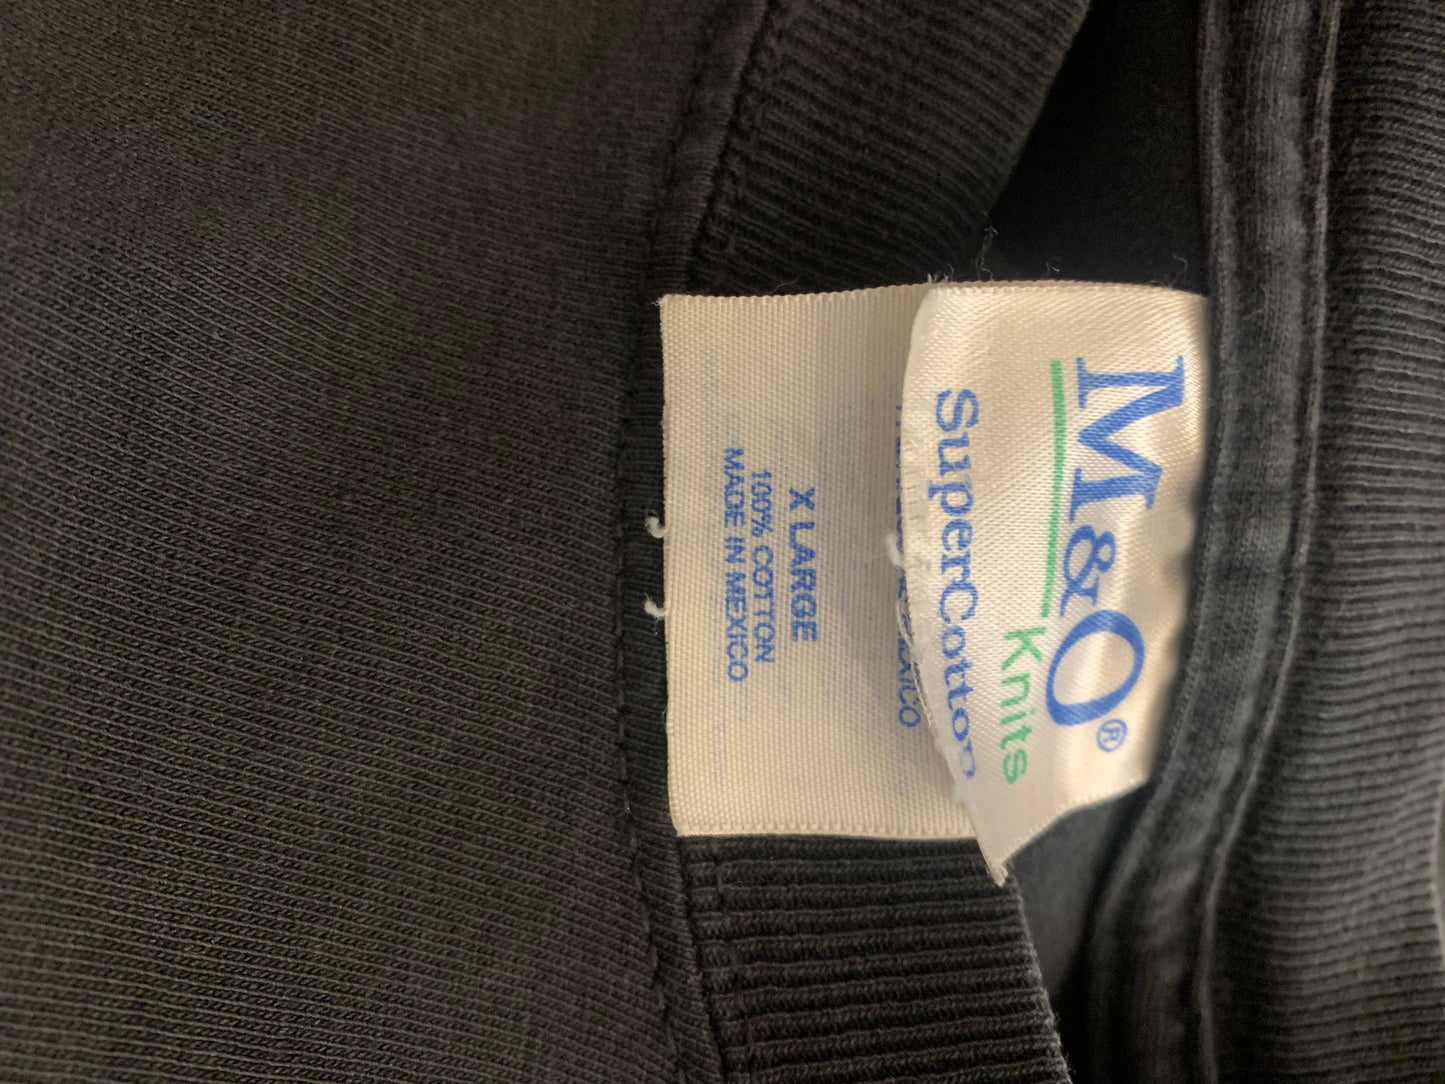 M&O®
Knits
SuperCotton
X LARGE
100% COTTON
MADE IN MEXICO